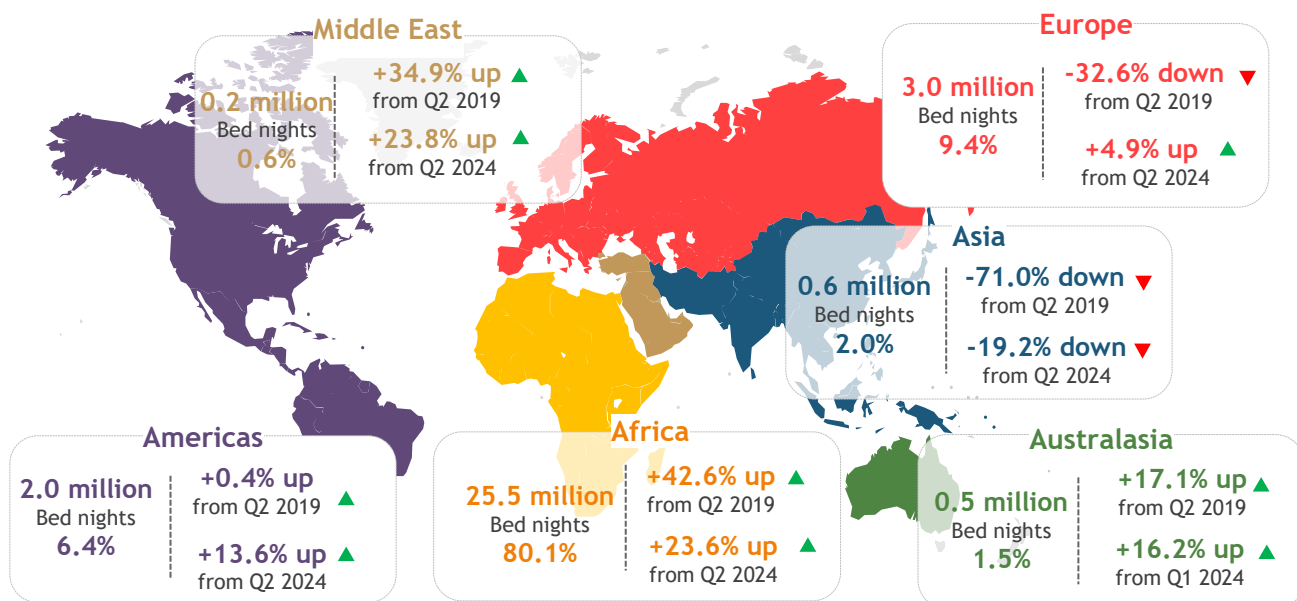 Middle East
0.2 million
Bed nights
0.6%
+34.9% up
from Q2 2019
+23.8% up
from Q2 2024
Europe
3.0 million
Bed nights
9.4%
-32.6% down
from Q2 2019
+4.9% up
from Q2 2024
Asia
0.6 million
Bed nights
2.0%
-71.0% down
from Q2 2019
-19.2% down
from Q2 2024
Americas
2.0 million
Bed nights
6.4%
+0.4% up
from Q2 2019
+13.6% up
from Q2 2024
Africa
25.5 million
Bed nights
80.1%
+42.6% up
from Q2 2019
+23.6% up
from Q2 2024
Australasia
0.5 million
Bed nights
1.5%
+17.1% up
from Q2 2019
+16.2% up
from Q1 2024